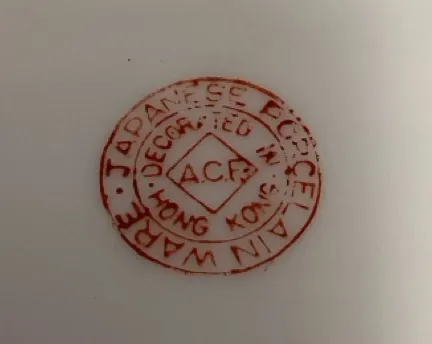 JAPANESE PORCELAIN WARE
DECORATED IN HONG KONG
A.C.F.